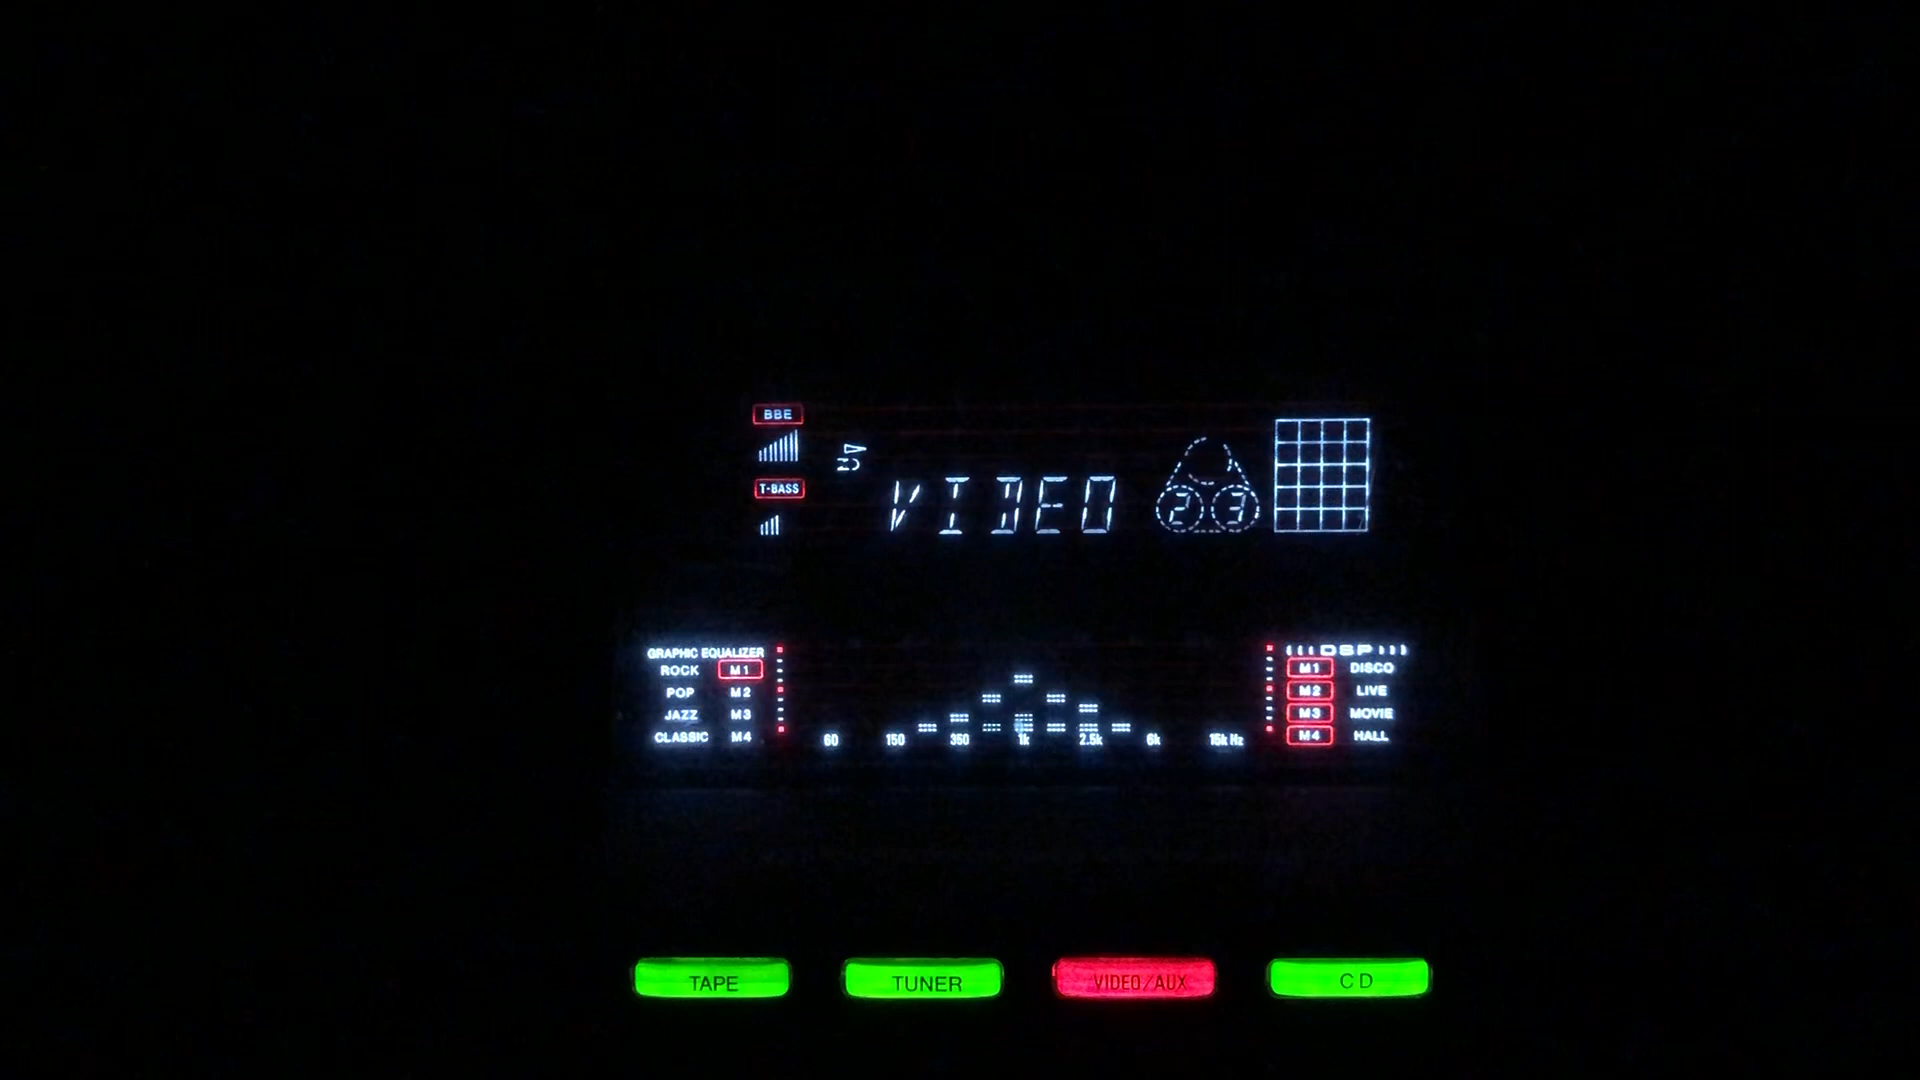 BBE
T-BASS
VIDEO
1
2 3
GRAPHIC EQUALIZER
ROCK M1
POP M2
JAZZ M3
CLASSIC M4
60 150 350 1k 2.5k 6k 15k Hz
DSP
M1 DISCO
M2 LIVE
M3 MOVIE
M4 HALL
TAPE
TUNER
VIDEO/AUX
CD